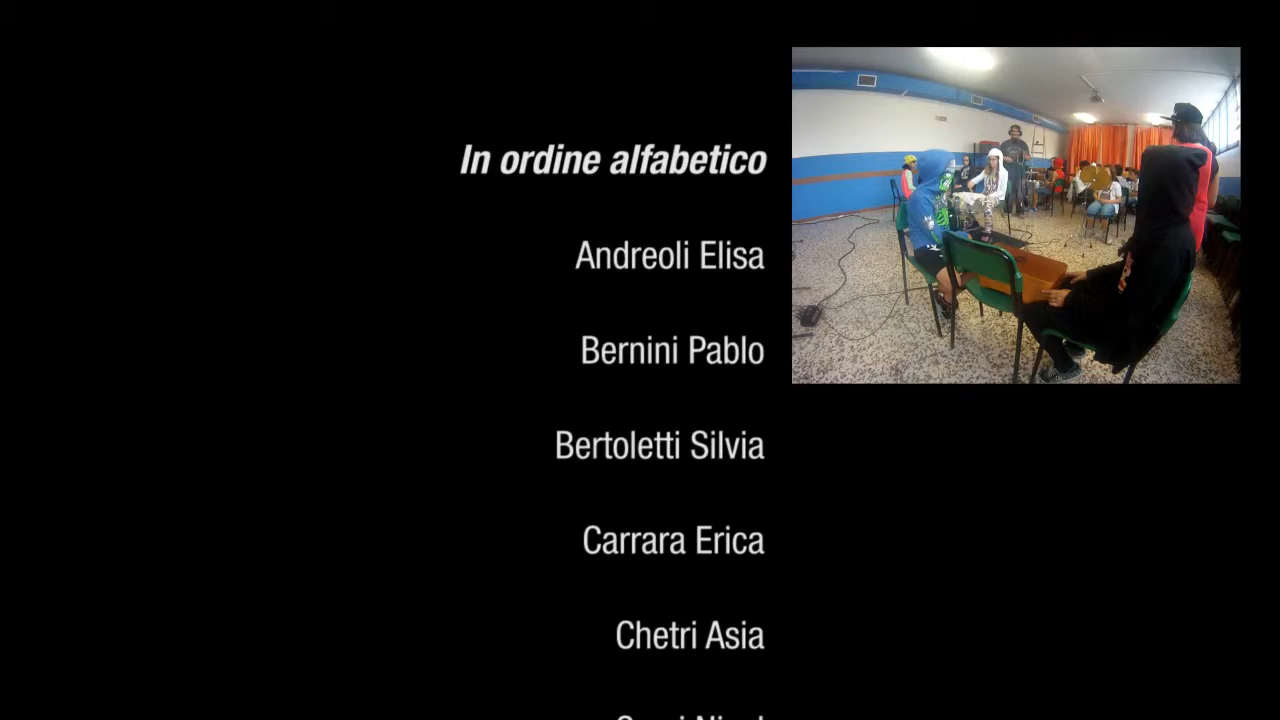 In ordine alfabetico
Andreoli Elisa
Bernini Pablo
Bertoletti Silvia
Carrara Erica
Chetri Asia